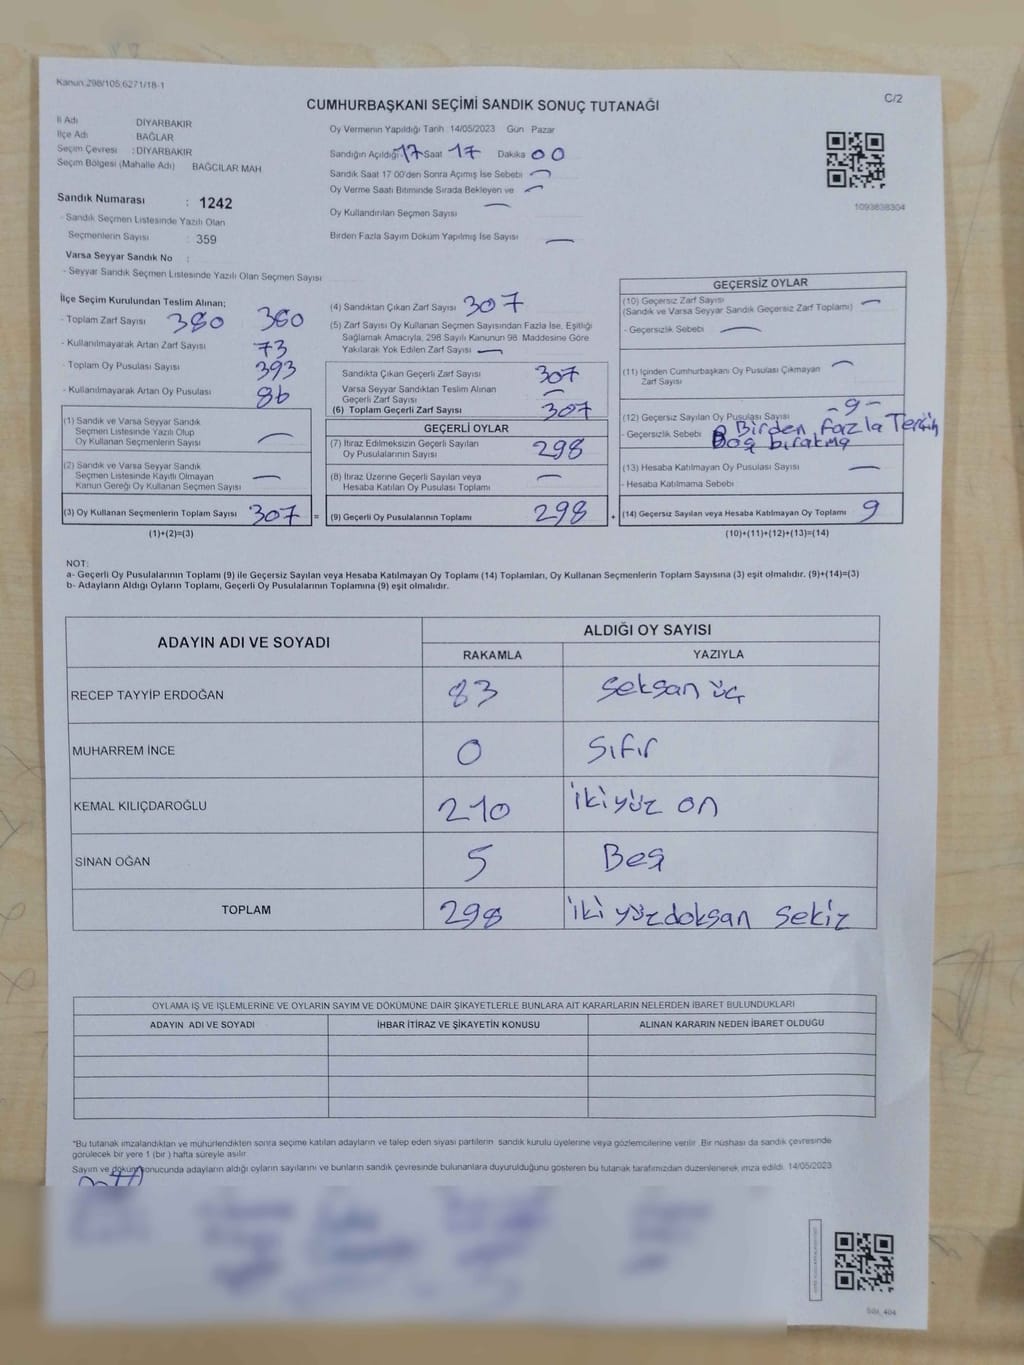 Kanun:298/105,6271/18-1
CUMHURBAŞKANI SEÇİMİ SANDIK SONUÇ TUTANAĞI
C/2
İl Adı DİYARBAKIR
İlçe Adı BAĞLAR
Seçim Çevresi : DİYARBAKIR
Seçim Bölgesi (Mahalle Adı) BAĞCILAR MAH
Sandık Numarası : 1242
- Sandık Seçmen Listesinde Yazılı Olan
Seçmenlerin Sayısı : 359
Varsa Seyyar Sandık No :
- Seyyar Sandık Seçmen Listesinde Yazılı Olan Seçmen Sayısı
Oy Vermenin Yapıldığı Tarih 14/05/2023 Gün Pazar
Sandığın Açıldığı 17 Saat 17 Dakika 00
Sandık Saat 17 00'den Sonra Açımış İse Sebebi —
Oy Verme Saati Bitiminde Sırada Bekleyen ve —
Oy Kullandırılan Seçmen Sayısı —
Birden Fazla Sayım Döküm Yapılmış İse Sayısı —
1093838304
İlçe Seçim Kurulundan Teslim Alınan;
- Toplam Zarf Sayısı 380 380
- Kullanılmayarak Artan Zarf Sayısı 73
- Toplam Oy Pusulası Sayısı 393
- Kullanılmayarak Artan Oy Pusulası 86
(1) Sandık ve Varsa Seyyar Sandık
Seçmen Listesinde Yazılı Olup
Oy Kullanan Seçmenlerin Sayısı —
(2) Sandık ve Varsa Seyyar Sandık
Seçmen Listesinde Kayıtlı Olmayan
Kanun Gereği Oy Kullanan Seçmen Sayısı —
(3) Oy Kullanan Seçmenlerin Toplam Sayısı 307 =
(1)+(2)=(3)
(4) Sandıktan Çıkan Zarf Sayısı 307
(5) Zarf Sayısı Oy Kullanan Seçmen Sayısından Fazla İse, Eşitliği
Sağlamak Amacıyla, 298 Sayılı Kanunun 98. Maddesine Göre
Yakılarak Yok Edilen Zarf Sayısı —
Sandıkta Çıkan Geçerli Zarf Sayısı 307
Varsa Seyyar Sandıktan Teslim Alınan
Geçerli Zarf Sayısı —
(6) Toplam Geçerli Zarf Sayısı 307
GEÇERLİ OYLAR
(7) İtiraz Edilmeksizin Geçerli Sayılan
Oy Pusulalarının Sayısı 298
(8) İtiraz Üzerine Geçerli Sayılan veya
Hesaba Katılan Oy Pusulası Toplamı —
(9) Geçerli Oy Pusulalarının Toplamı 298 +
GEÇERSİZ OYLAR
(10) Geçersiz Zarf Sayısı —
(Sandık ve Varsa Seyyar Sandık Geçersiz Zarf Toplamı)
- Geçersizlik Sebebi —
(11) İçinden Cumhurbaşkanı Oy Pusulası Çıkmayan —
Zarf Sayısı
(12) Geçersiz Sayılan Oy Pusulası Sayısı -9-
- Geçersizlik Sebebi Birden Fazla Tercih
Boş bırakma
(13) Hesaba Katılmayan Oy Pusulası Sayısı —
- Hesaba Katılmama Sebebi
(14) Geçersiz Sayılan veya Hesaba Katılmayan Oy Toplamı 9
(10)+(11)+(12)+(13)=(14)
NOT:
a- Geçerli Oy Pusulalarının Toplamı (9) ile Geçersiz Sayılan veya Hesaba Katılmayan Oy Toplamı (14) Toplamları, Oy Kullanan Seçmenlerin Toplam Sayısına (3) eşit olmalıdır. (9)+(14)=(3)
b- Adayların Aldığı Oyların Toplamı, Geçerli Oy Pusulalarının Toplamına (9) eşit olmalıdır.
ADAYIN ADI VE SOYADI
ALDIĞI OY SAYISI
RAKAMLA YAZIYLA
RECEP TAYYİP ERDOĞAN 83 seksan üç
MUHARREM İNCE 0 sıfır
KEMAL KILIÇDAROĞLU 210 iki yüz on
SİNAN OĞAN 5 Beş
TOPLAM 298 iki yüzdoksan sekiz
OYLAMA İŞ VE İŞLEMLERİNE VE OYLARIN SAYIM VE DÖKÜMÜNE DAİR ŞİKAYETLERLE BUNLARA AİT KARARLARIN NELERDEN İBARET BULUNDUKLARI
ADAYIN ADI VE SOYADI İHBAR İTİRAZ VE ŞİKAYETİN KONUSU ALINAN KARARIN NEDEN İBARET OLDUĞU
*Bu tutanak imzalandıktan ve mühürlendikten sonra seçime katılan adayların ve talep eden siyasi partilerin sandık kurulu üyelerine veya gözlemcilerine verilir. Bir nüshası da sandık çevresinde
görülecek bir yere 1 (bir ) hafta süreyle asılır.
Sayım ve döküm sonucunda adayların aldığı oyların sayılarını ve bunların sandık çevresinde bulunanlara duyurulduğunu gösteren bu tutanak tarafımızdan düzenlenerek imza edildi. 14/05/2023